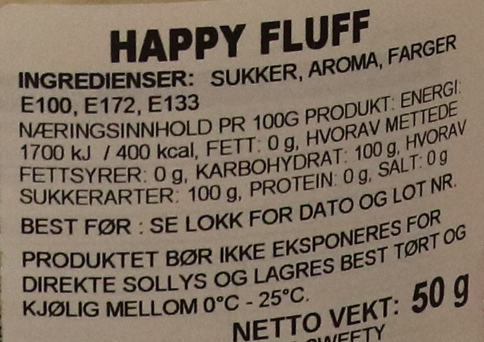 HAPPY FLUFF
INGREDIENSER: SUKKER, AROMA, FARGER
E100, E172, E133
NÆRINGSINNHOLD PR 100G PRODUKT: ENERGI:
1700 kJ / 400 kcal, FETT: 0 g, HVORAV METTEDE
FETTSYRER: 0 g, KARBOHYDRAT: 100 g, HVORAV
SUKKERARTER: 100 g, PROTEIN: 0 g, SALT: 0 g
BEST FØR : SE LOKK FOR DATO OG LOT NR.
PRODUKTET BØR IKKE EKSPONERES FOR
DIREKTE SOLLYS OG LAGRES BEST TØRT OG
KJØLIG MELLOM 0°C - 25°C.
NETTO VEKT: 50 g